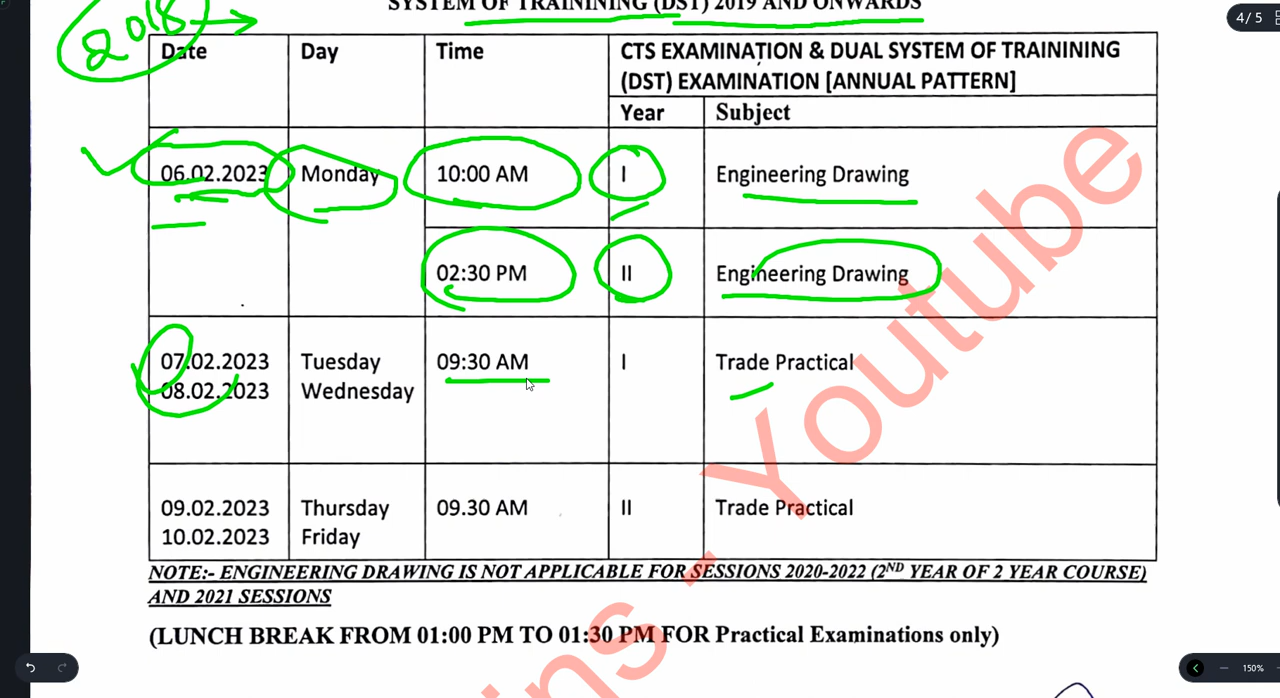 SYSTEM OF TRAININING (DST) 2019 AND ONWARDS
4 / 5
2018
Date Day Time CTS EXAMINATION & DUAL SYSTEM OF TRAININING
(DST) EXAMINATION [ANNUAL PATTERN]
Year Subject
06.02.2023 Monday 10:00 AM I Engineering Drawing
02:30 PM II Engineering Drawing
07.02.2023 Tuesday 09:30 AM I Trade Practical
08.02.2023 Wednesday
09.02.2023 Thursday 09.30 AM II Trade Practical
10.02.2023 Friday
NOTE:- ENGINEERING DRAWING IS NOT APPLICABLE FOR SESSIONS 2020-2022 (2ND YEAR OF 2 YEAR COURSE)
AND 2021 SESSIONS
(LUNCH BREAK FROM 01:00 PM TO 01:30 PM FOR Practical Examinations only)
ins - Youtube
150%